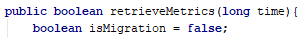 public boolean retrieveMetrics(long time){
boolean isMigration = false;